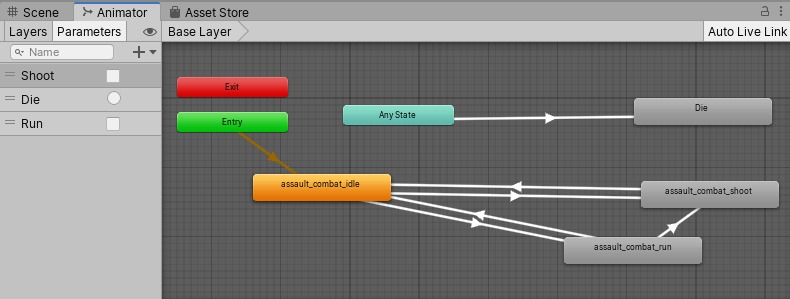 Scene
Animator
Asset Store
Layers
Parameters
Base Layer
Auto Live Link
Name
Shoot
Die
Run
Exit
Entry
Any State
Die
assault_combat_idle
assault_combat_shoot
assault_combat_run